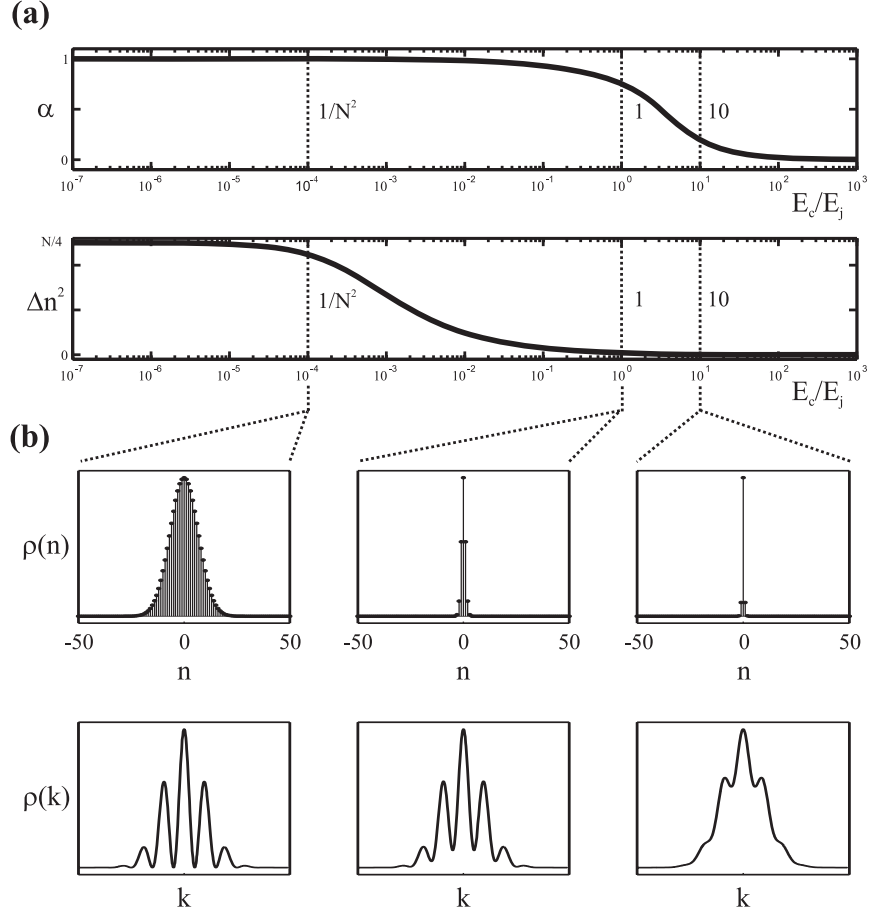 (a)
1
α
0
1/N²
1
10
10⁻⁷ 10⁻⁶ 10⁻⁵ 10⁻⁴ 10⁻³ 10⁻² 10⁻¹ 10⁰ 10¹ 10² 10³
E_c/E_j
N/4
Δn²
0
1/N²
1
10
10⁻⁷ 10⁻⁶ 10⁻⁵ 10⁻⁴ 10⁻³ 10⁻² 10⁻¹ 10⁰ 10¹ 10² 10³
E_c/E_j
(b)
ρ(n)
-50 0 50
n
-50 0 50
n
-50 0 50
n
ρ(k)
k
k
k